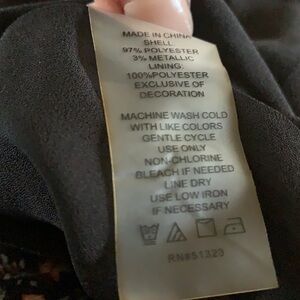 MADE IN CHINA
SHELL:
97% POLYESTER
3% METALLIC
LINING:
100%POLYESTER
EXCLUSIVE OF
DECORATION
MACHINE WASH COLD
WITH LIKE COLORS
GENTLE CYCLE
USE ONLY
NON-CHLORINE
BLEACH IF NEEDED
LINE DRY
USE LOW IRON
IF NECESSARY
RN#51323